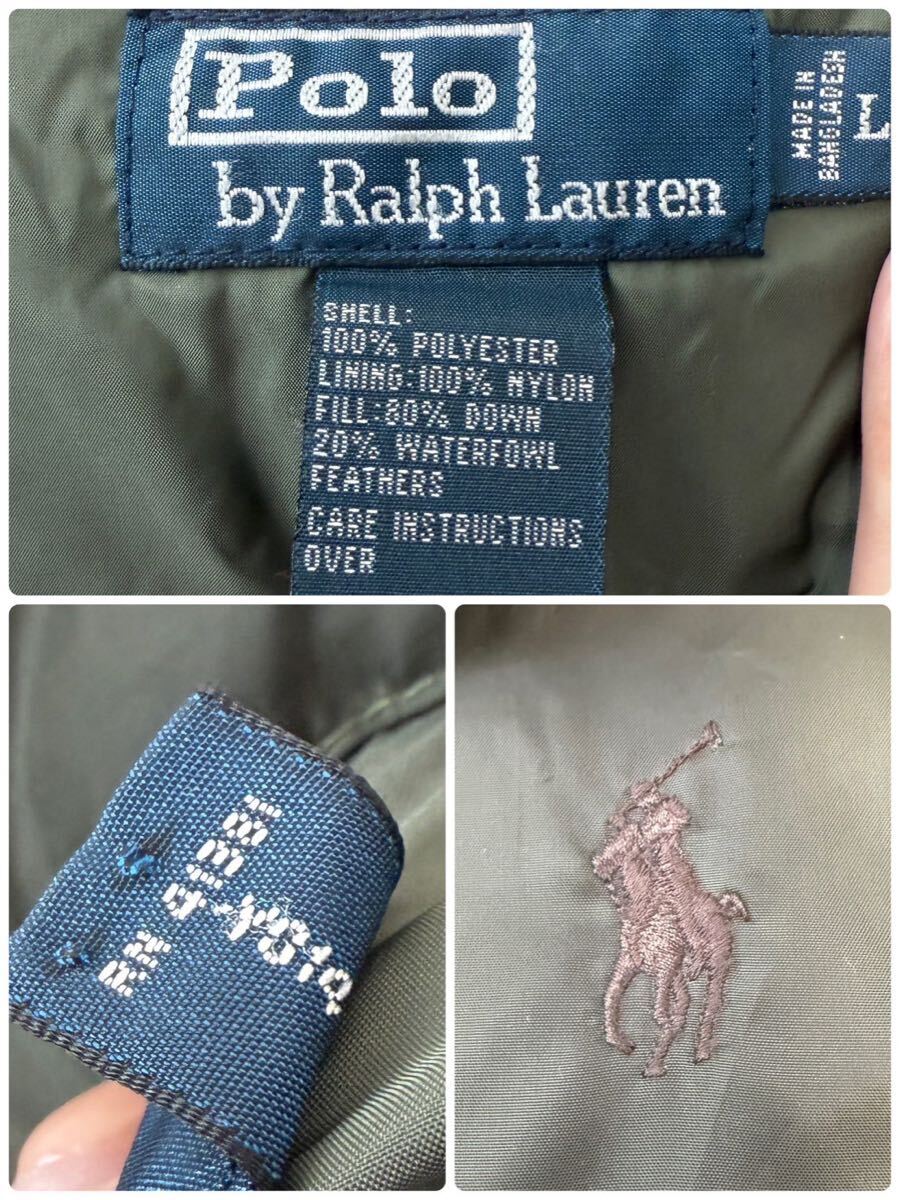 Polo
by Ralph Lauren
MADE IN
BANGLADESH
L
SHELL:
100% POLYESTER
LINING:100% NYLON
FILL:80% DOWN
20% WATERFOWL
FEATHERS
CARE INSTRUCTIONS
OVER